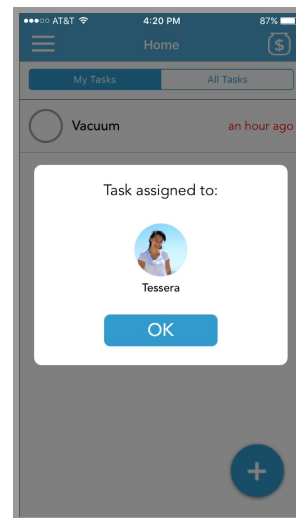 AT&T 4:20 PM 87%
Home $
My Tasks All Tasks
Vacuum an hour ago
Task assigned to:
Tessera
OK
+